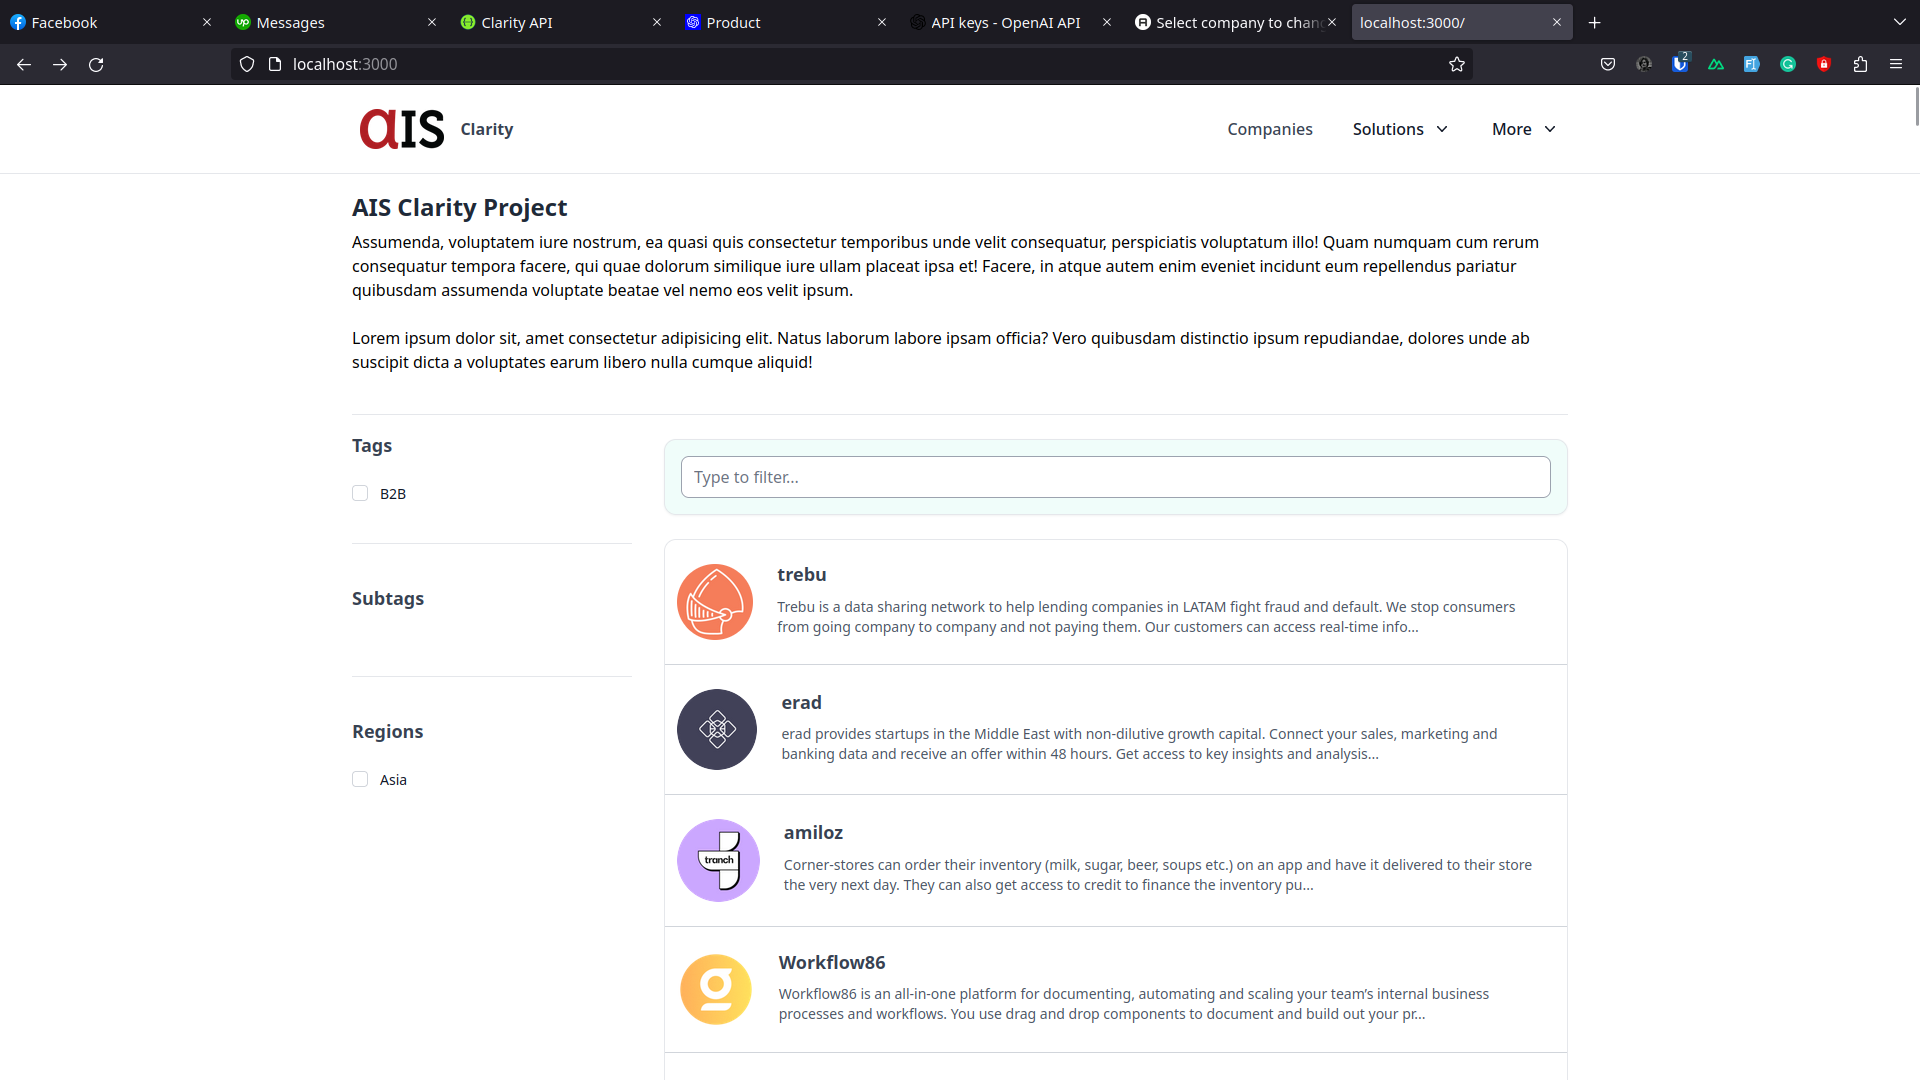 Facebook
Messages
Clarity API
Product
API keys - OpenAI API
Select company to chan
localhost:3000/
localhost:3000
2
aIS Clarity
Companies
Solutions
More
AIS Clarity Project
Assumenda, voluptatem iure nostrum, ea quasi quis consectetur temporibus unde velit consequatur, perspiciatis voluptatum illo! Quam numquam cum rerum
consequatur tempora facere, qui quae dolorum similique iure ullam placeat ipsa et! Facere, in atque autem enim eveniet incidunt eum repellendus pariatur
quibusdam assumenda voluptate beatae vel nemo eos velit ipsum.
Lorem ipsum dolor sit, amet consectetur adipisicing elit. Natus laborum labore ipsam officia? Vero quibusdam distinctio ipsum repudiandae, dolores unde ab
suscipit dicta a voluptates earum libero nulla cumque aliquid!
Tags
B2B
Subtags
Regions
Asia
Type to filter...
trebu
Trebu is a data sharing network to help lending companies in LATAM fight fraud and default. We stop consumers
from going company to company and not paying them. Our customers can access real-time info...
erad
erad provides startups in the Middle East with non-dilutive growth capital. Connect your sales, marketing and
banking data and receive an offer within 48 hours. Get access to key insights and analysis...
tranch
amiloz
Corner-stores can order their inventory (milk, sugar, beer, soups etc.) on an app and have it delivered to their store
the very next day. They can also get access to credit to finance the inventory pu...
g
Workflow86
Workflow86 is an all-in-one platform for documenting, automating and scaling your team’s internal business
processes and workflows. You use drag and drop components to document and build out your pr...